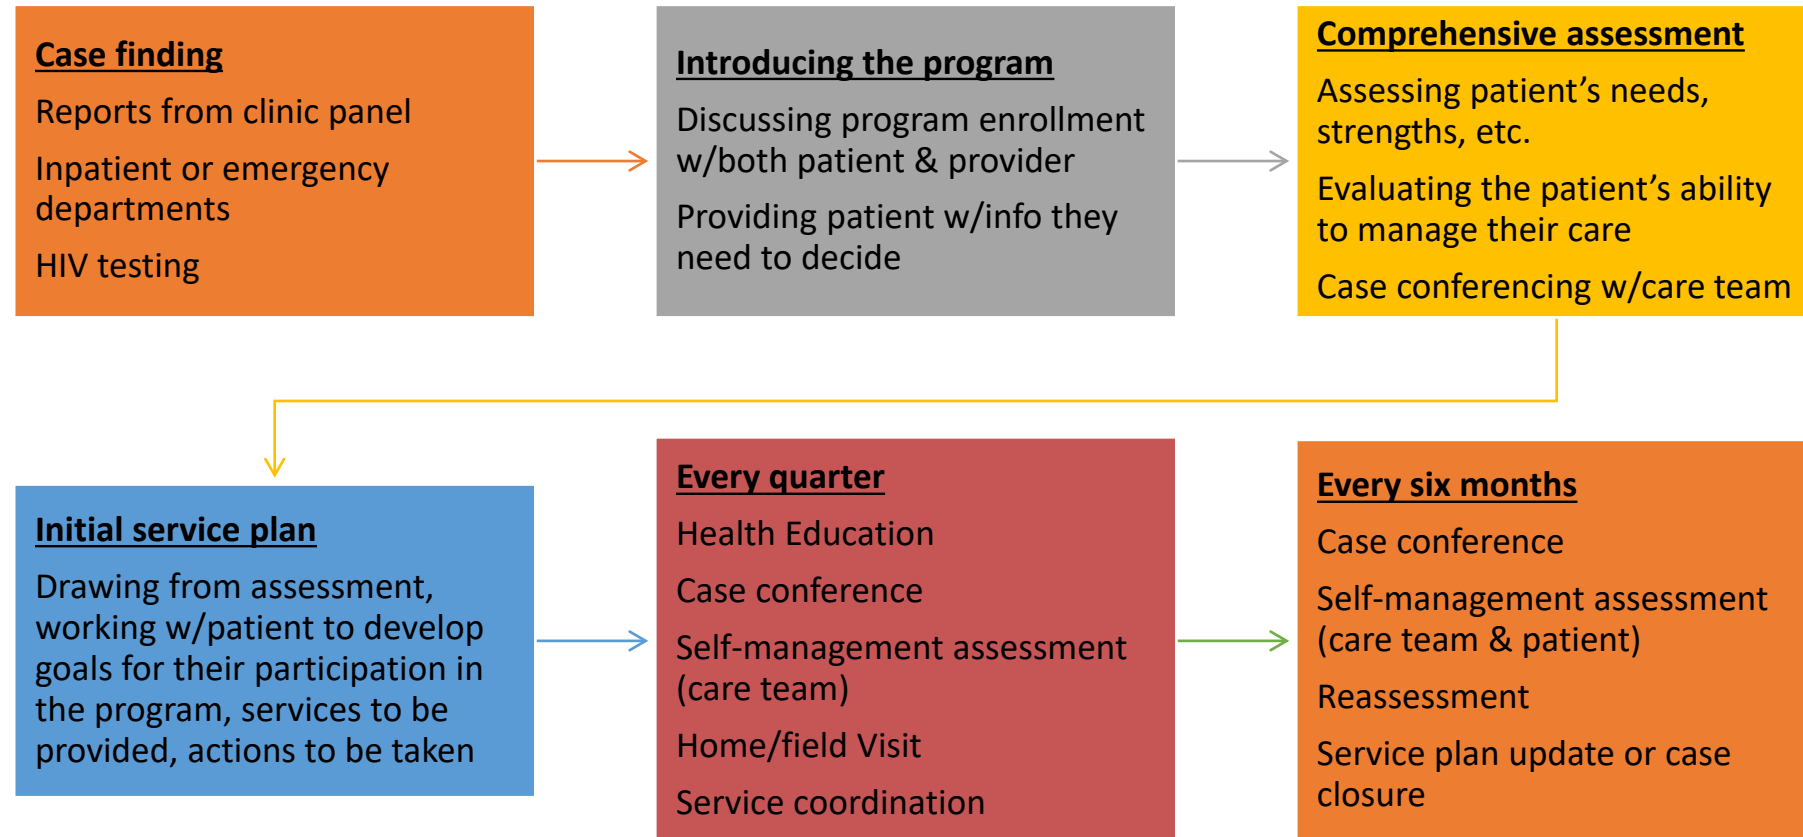 Case finding
Reports from clinic panel
Inpatient or emergency
departments
HIV testing
Introducing the program
Discussing program enrollment
w/both patient & provider
Providing patient w/info they
need to decide
Comprehensive assessment
Assessing patient’s needs,
strengths, etc.
Evaluating the patient’s ability
to manage their care
Case conferencing w/care team
Initial service plan
Drawing from assessment,
working w/patient to develop
goals for their participation in
the program, services to be
provided, actions to be taken
Every quarter
Health Education
Case conference
Self-management assessment
(care team)
Home/field Visit
Service coordination
Every six months
Case conference
Self-management assessment
(care team & patient)
Reassessment
Service plan update or case
closure